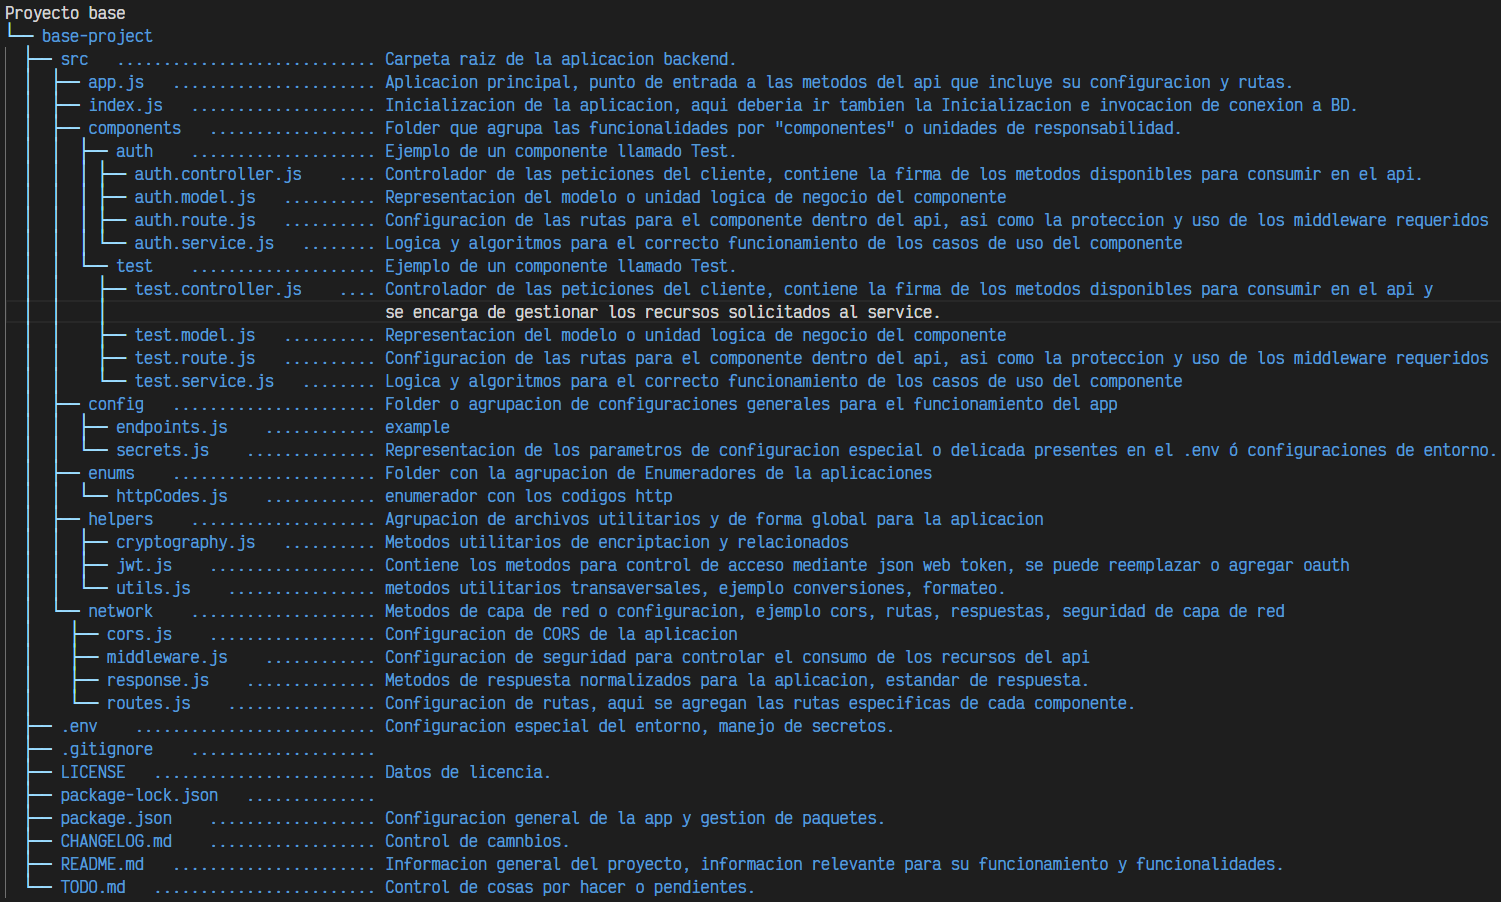 Proyecto base
└── base-project
├── src ............................ Carpeta raiz de la aplicacion backend.
├── app.js ...................... Aplicacion principal, punto de entrada a las metodos del api que incluye su configuracion y rutas.
├── index.js .................... Inicializacion de la aplicacion, aqui deberia ir tambien la Inicializacion e invocacion de conexion a BD.
├── components .................. Folder que agrupa las funcionalidades por "componentes" o unidades de responsabilidad.
├── auth .................... Ejemplo de un componente llamado Test.
├── auth.controller.js .... Controlador de las peticiones del cliente, contiene la firma de los metodos disponibles para consumir en el api.
├── auth.model.js .......... Representacion del modelo o unidad logica de negocio del componente
├── auth.route.js .......... Configuracion de las rutas para el componente dentro del api, asi como la proteccion y uso de los middleware requeridos
└── auth.service.js ........ Logica y algoritmos para el correcto funcionamiento de los casos de uso del componente
└── test .................... Ejemplo de un componente llamado Test.
├── test.controller.js .... Controlador de las peticiones del cliente, contiene la firma de los metodos disponibles para consumir en el api y
se encarga de gestionar los recursos solicitados al service.
├── test.model.js .......... Representacion del modelo o unidad logica de negocio del componente
├── test.route.js .......... Configuracion de las rutas para el componente dentro del api, asi como la proteccion y uso de los middleware requeridos
└── test.service.js ........ Logica y algoritmos para el correcto funcionamiento de los casos de uso del componente
├── config ...................... Folder o agrupacion de configuraciones generales para el funcionamiento del app
├── endpoints.js ............ example
└── secrets.js .............. Representacion de los parametros de configuracion especial o delicada presentes en el .env ó configuraciones de entorno.
├── enums ...................... Folder con la agrupacion de Enumeradores de la aplicaciones
└── httpCodes.js ............ enumerador con los codigos http
├── helpers .................... Agrupacion de archivos utilitarios y de forma global para la aplicacion
├── cryptography.js .......... Metodos utilitarios de encriptacion y relacionados
├── jwt.js .................. Contiene los metodos para control de acceso mediante json web token, se puede reemplazar o agregar oauth
└── utils.js ................ metodos utilitarios transaversales, ejemplo conversiones, formateo.
└── network .................... Metodos de capa de red o configuracion, ejemplo cors, rutas, respuestas, seguridad de capa de red
├── cors.js .................. Configuracion de CORS de la aplicacion
├── middleware.js ............ Configuracion de seguridad para controlar el consumo de los recursos del api
├── response.js .............. Metodos de respuesta normalizados para la aplicacion, estandar de respuesta.
└── routes.js ................ Configuracion de rutas, aqui se agregan las rutas especificas de cada componente.
├── .env .......................... Configuracion especial del entorno, manejo de secretos.
├── .gitignore ....................
├── LICENSE ........................ Datos de licencia.
├── package-lock.json ..............
├── package.json .................. Configuracion general de la app y gestion de paquetes.
├── CHANGELOG.md .................. Control de camnbios.
├── README.md ...................... Informacion general del proyecto, informacion relevante para su funcionamiento y funcionalidades.
└── TODO.md ........................ Control de cosas por hacer o pendientes.